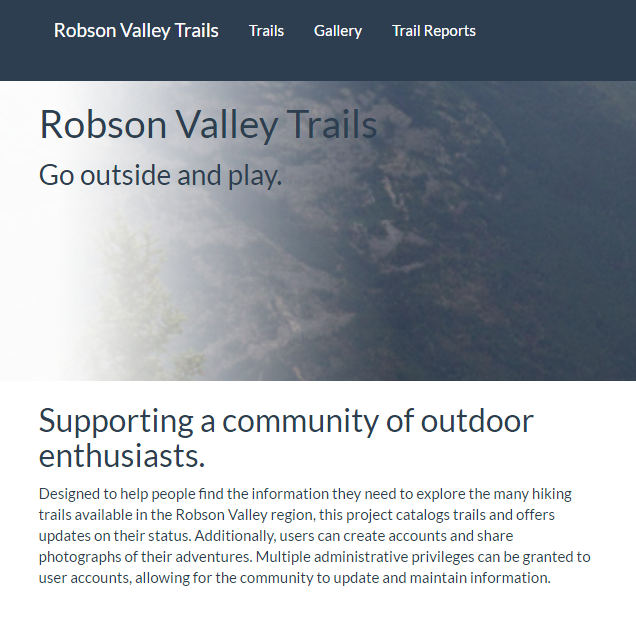 Robson Valley Trails Trails Gallery Trail Reports
Robson Valley Trails
Go outside and play.
Supporting a community of outdoor
enthusiasts.
Designed to help people find the information they need to explore the many hiking
trails available in the Robson Valley region, this project catalogs trails and offers
updates on their status. Additionally, users can create accounts and share
photographs of their adventures. Multiple administrative privileges can be granted to
user accounts, allowing for the community to update and maintain information.